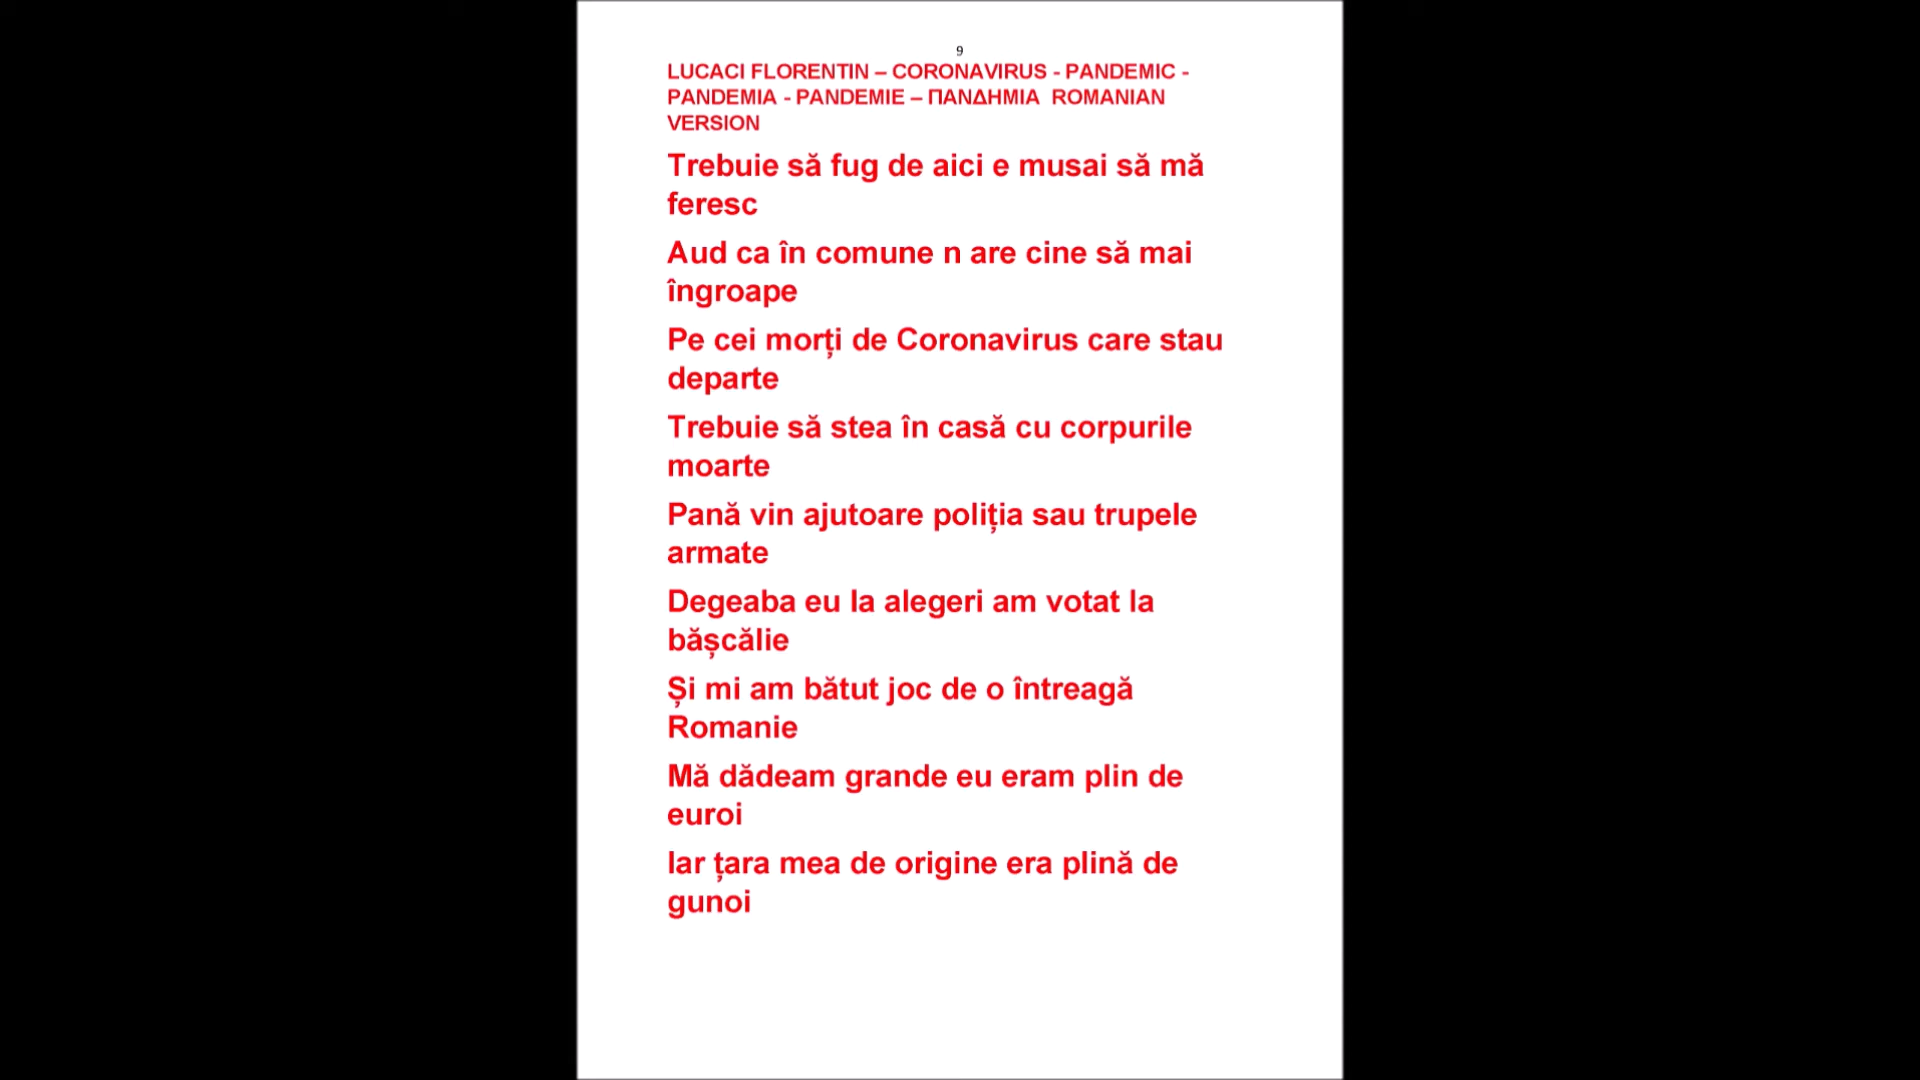 9
LUCACI FLORENTIN – CORONAVIRUS - PANDEMIC -
PANDEMIA - PANDEMIE – ΠΑΝΔΗΜΙΑ ROMANIAN
VERSION
Trebuie să fug de aici e musai să mă
feresc
Aud ca în comune n are cine să mai
îngroape
Pe cei morți de Coronavirus care stau
departe
Trebuie să stea în casă cu corpurile
moarte
Pană vin ajutoare poliția sau trupele
armate
Degeaba eu la alegeri am votat la
bășcălie
Și mi am bătut joc de o întreagă
Romanie
Mă dădeam grande eu eram plin de
euroi
Iar țara mea de origine era plină de
gunoi